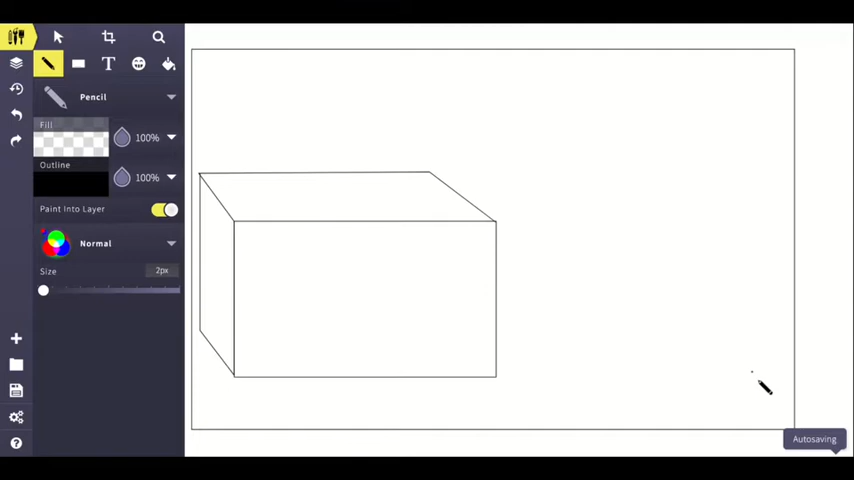 T
Pencil
Fill
100%
Outline
100%
Paint Into Layer
Normal
Size
2px
?
Autosaving